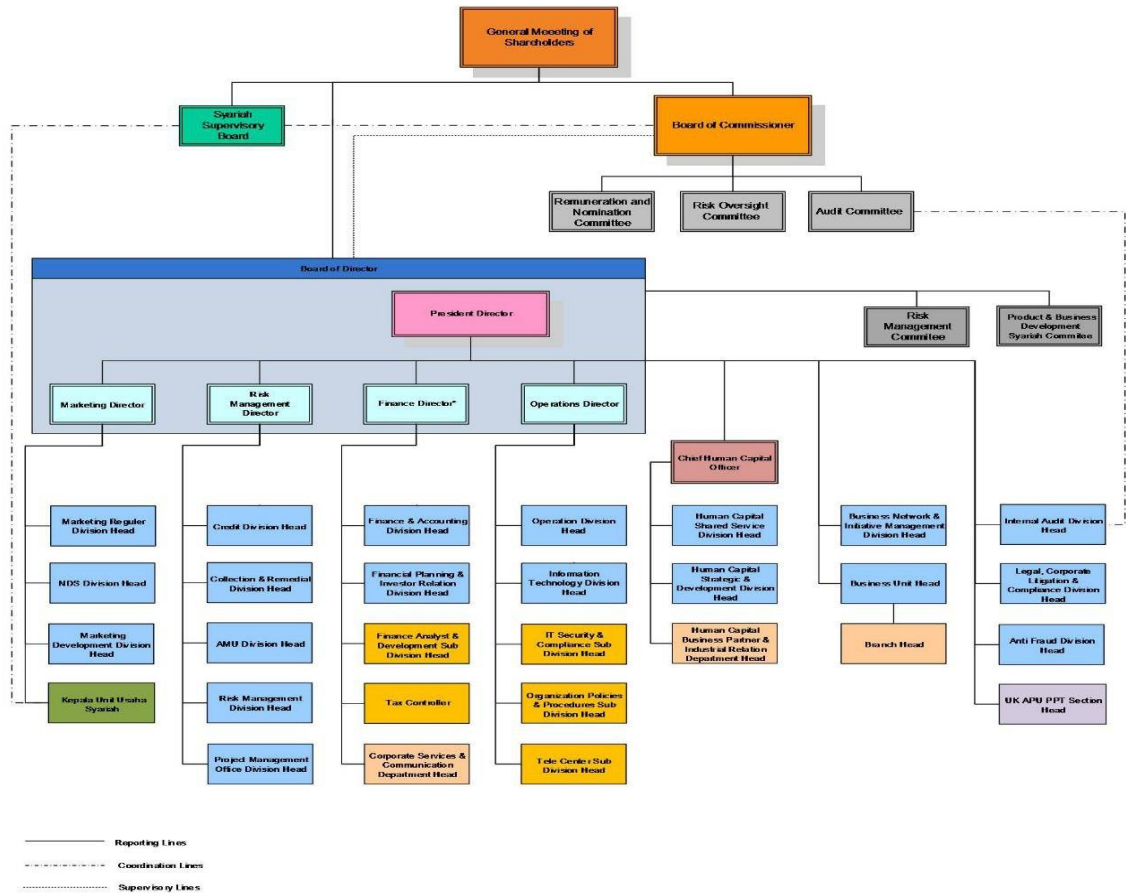 General Moeeting of
Shareholders
Syariah
Supervisory
Board
Board of Commissioner
Remuneration and
Nomination
Committee
Risk Oversight
Committee
Audit Committee
Board of Director
President Director
Risk
Management
Commitee
Product & Business
Development
Syariah Commitee
Marketing Director
Risk
Management
Director
Finance Director*
Operations Director
Chief Human Capital
Officer
Marketing Reguler
Division Head
Credit Division Head
Finance & Accounting
Division Head
Operation Division
Head
Human Capital
Shared Service
Division Head
Business Network &
Initiative Management
Division Head
Internal Audit Division
Head
NDS Division Head
Collection & Remedial
Division Head
Financial Planning &
Investor Relation
Division Head
Information
Technology Division
Head
Human Capital
Strategic &
Development Division
Head
Business Unit Head
Legal, Corporate
Litigation &
Compliance Division
Head
Marketing
Development Division
Head
AMU Division Head
Finance Analyst &
Development Sub
Division Head
IT Security &
Compliance Sub
Division Head
Human Capital
Business Partner &
Industrial Relation
Department Head
Branch Head
Anti Fraud Division
Head
Kepala Unit Usaha
Syariah
Risk Management
Division Head
Tax Controller
Organization Policies
& Procedures Sub
Division Head
UK APU PPT Section
Head
Project Management
Office Division Head
Corporate Services &
Communication
Department Head
Tele Center Sub
Division Head
Reporting Lines
Coordination Lines
Supervisory Lines